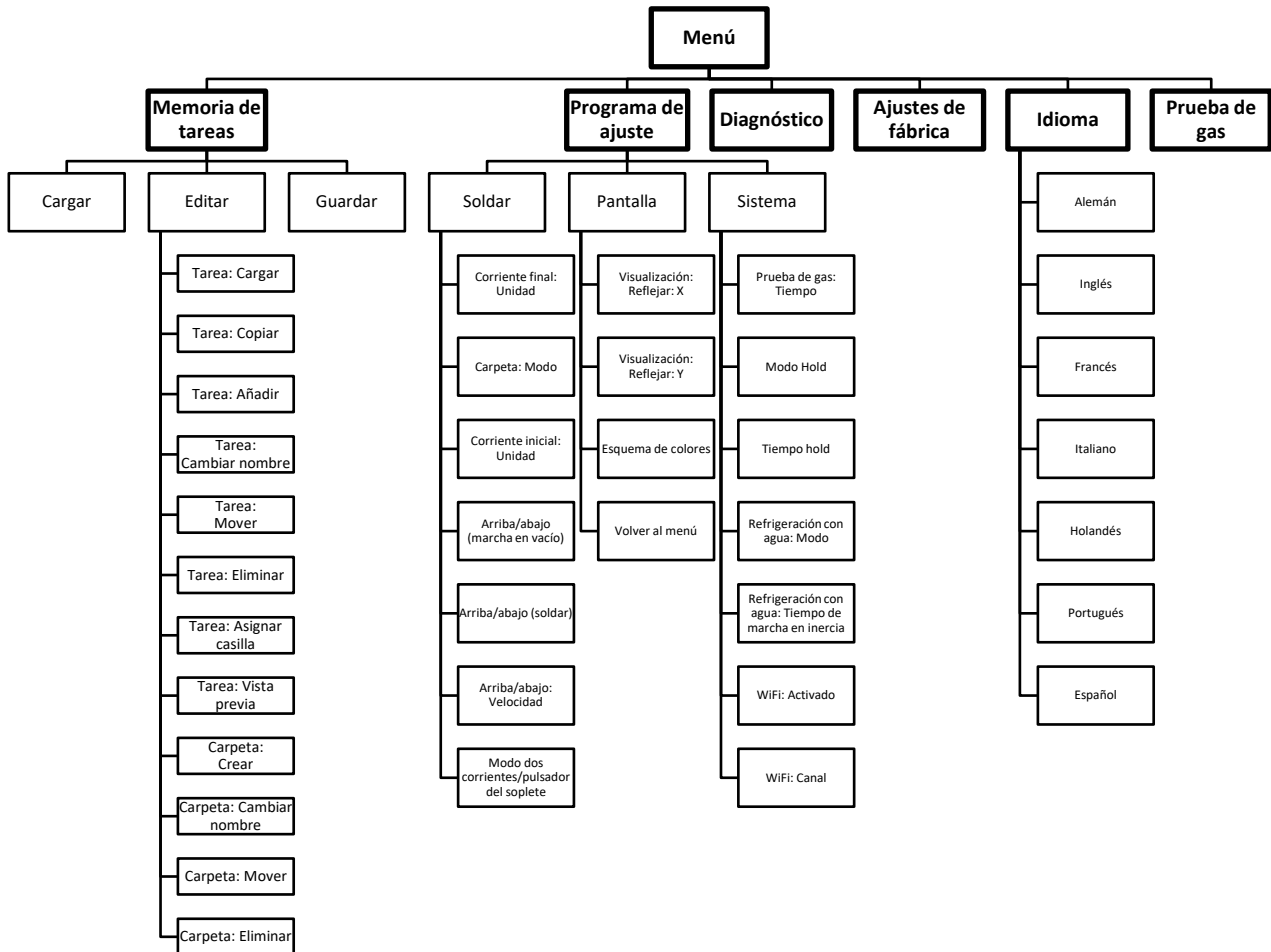 Menú
Memoria de
tareas
Programa de
ajuste
Diagnóstico
Ajustes de
fábrica
Idioma
Prueba de
gas
Cargar
Editar
Guardar
Soldar
Pantalla
Sistema
Tarea: Cargar
Tarea: Copiar
Tarea: Añadir
Tarea:
Cambiar nombre
Tarea:
Mover
Tarea: Eliminar
Tarea: Asignar
casilla
Tarea: Vista
previa
Carpeta:
Crear
Carpeta: Cambiar
nombre
Carpeta: Mover
Carpeta: Eliminar
Corriente final:
Unidad
Carpeta: Modo
Corriente inicial:
Unidad
Arriba/abajo
(marcha en vacío)
Arriba/abajo (soldar)
Arriba/abajo:
Velocidad
Modo dos
corrientes/pulsador
del soplete
Visualización:
Reflejar: X
Visualización:
Reflejar: Y
Esquema de colores
Volver al menú
Prueba de gas:
Tiempo
Modo Hold
Tiempo hold
Refrigeración con
agua: Modo
Refrigeración con
agua: Tiempo de
marcha en inercia
WiFi: Activado
WiFi: Canal
Alemán
Inglés
Francés
Italiano
Holandés
Portugués
Español